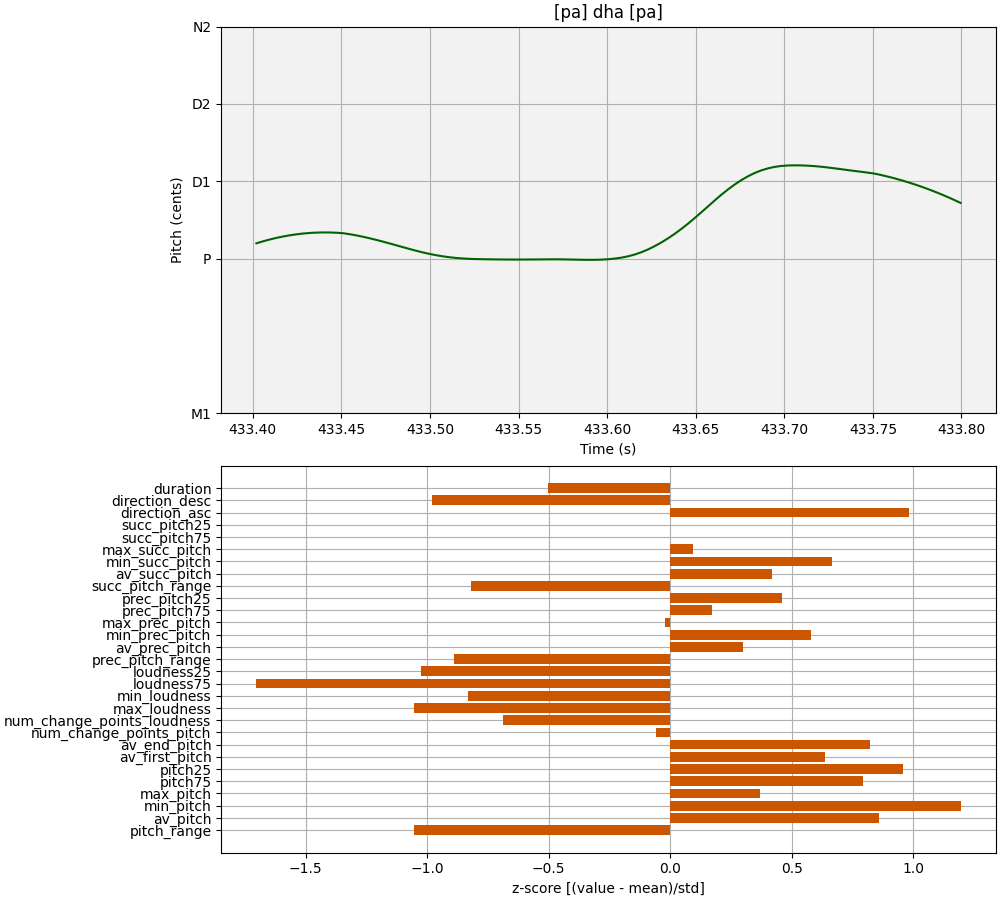 [pa] dha [pa]
N2
D2
D1
P
M1
Pitch (cents)
433.40 433.45 433.50 433.55 433.60 433.65 433.70 433.75 433.80
Time (s)
duration
direction_desc
direction_asc
succ_pitch25
succ_pitch75
max_succ_pitch
min_succ_pitch
av_succ_pitch
succ_pitch_range
prec_pitch25
prec_pitch75
max_prec_pitch
min_prec_pitch
av_prec_pitch
prec_pitch_range
loudness25
loudness75
min_loudness
max_loudness
num_change_points_loudness
num_change_points_pitch
av_end_pitch
av_first_pitch
pitch25
pitch75
max_pitch
min_pitch
av_pitch
pitch_range
−1.5 −1.0 −0.5 0.0 0.5 1.0
z-score [(value - mean)/std]